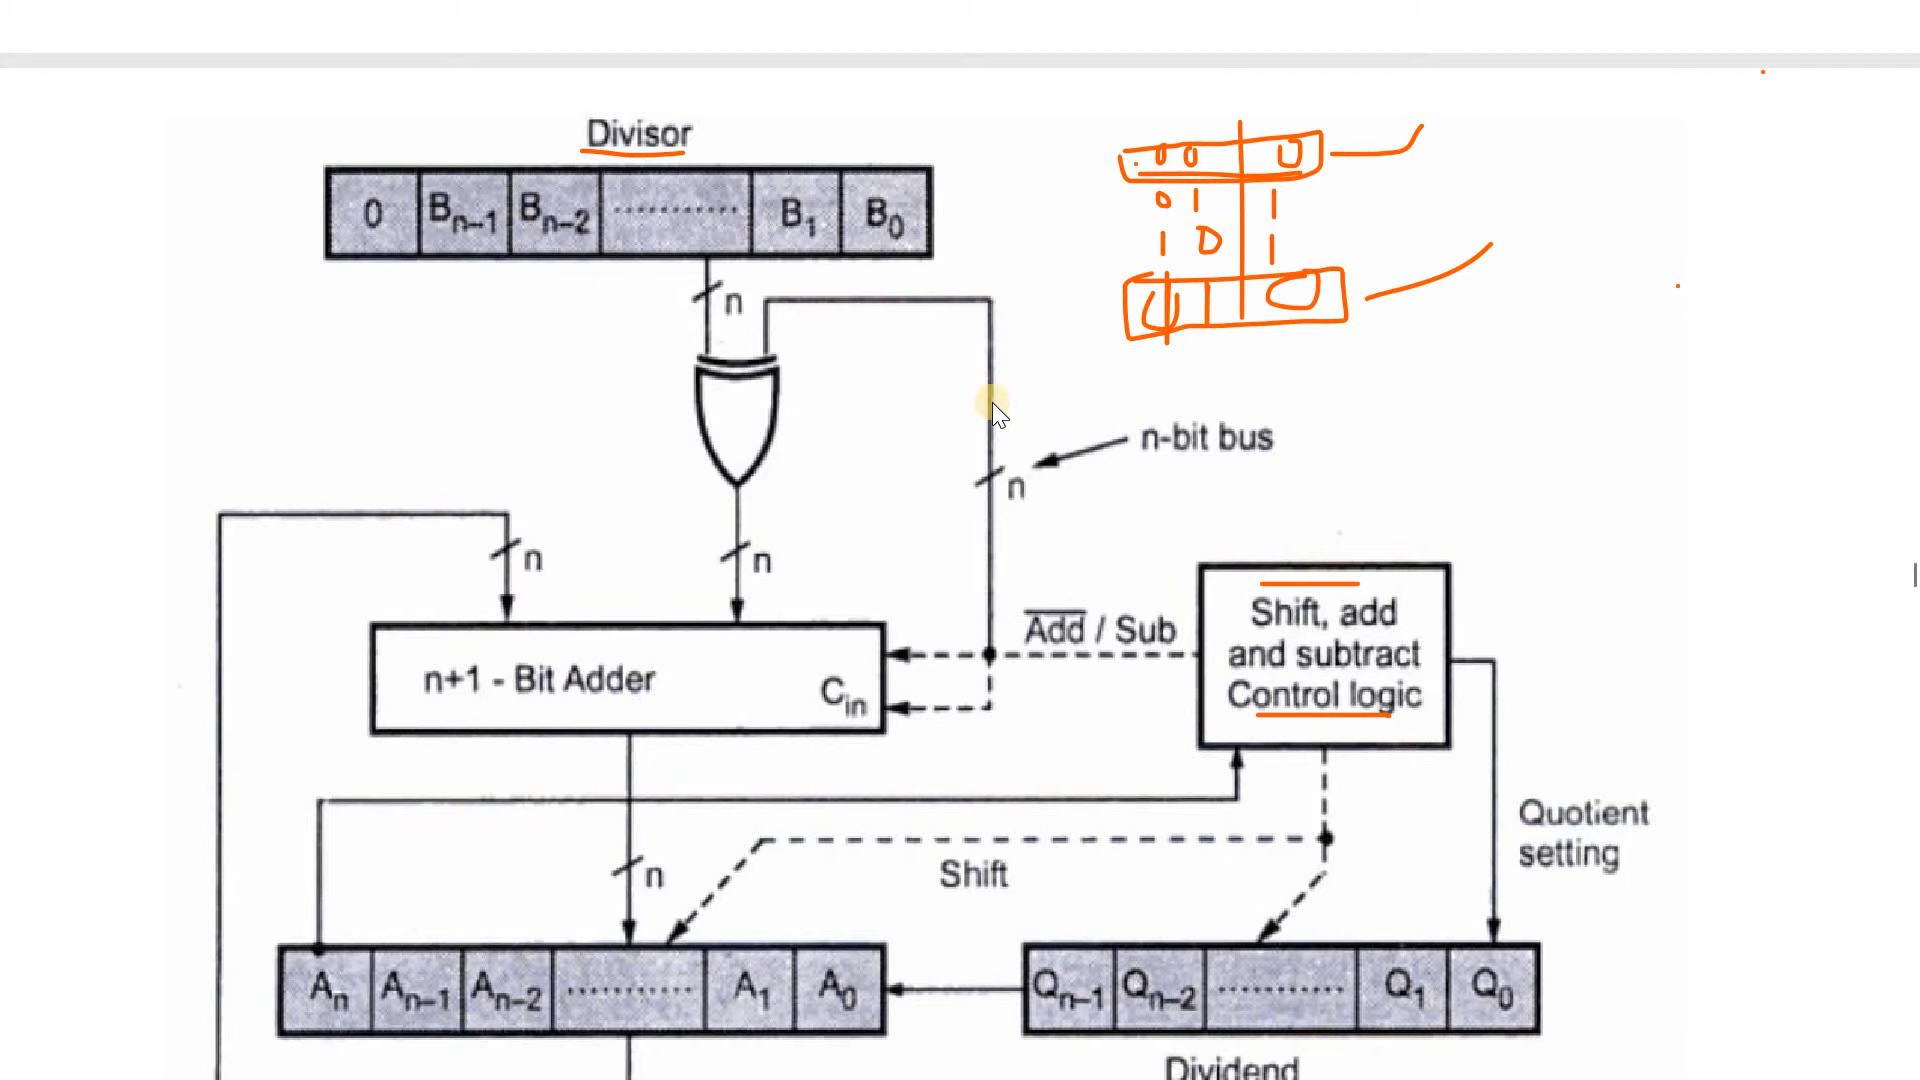 Divisor
0 Bn–1 Bn–2 ............ B1 B0
n
n-bit bus
n
n
n
Add / Sub
Shift, add
and subtract
Control logic
n+1 - Bit Adder
Cin
Quotient
setting
n
Shift
An An–1 An–2 ............ A1 A0
Qn–1 Qn–2 ............ Q1 Q0
Dividend